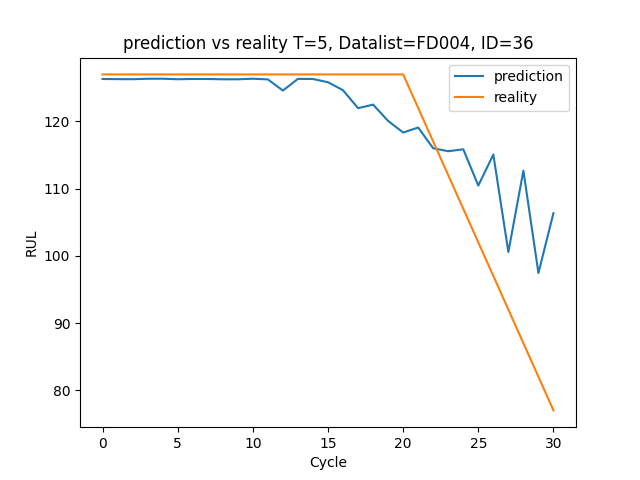 prediction vs reality T=5, Datalist=FD004, ID=36
prediction
reality
RUL
120
110
100
90
80
0 5 10 15 20 25 30
Cycle